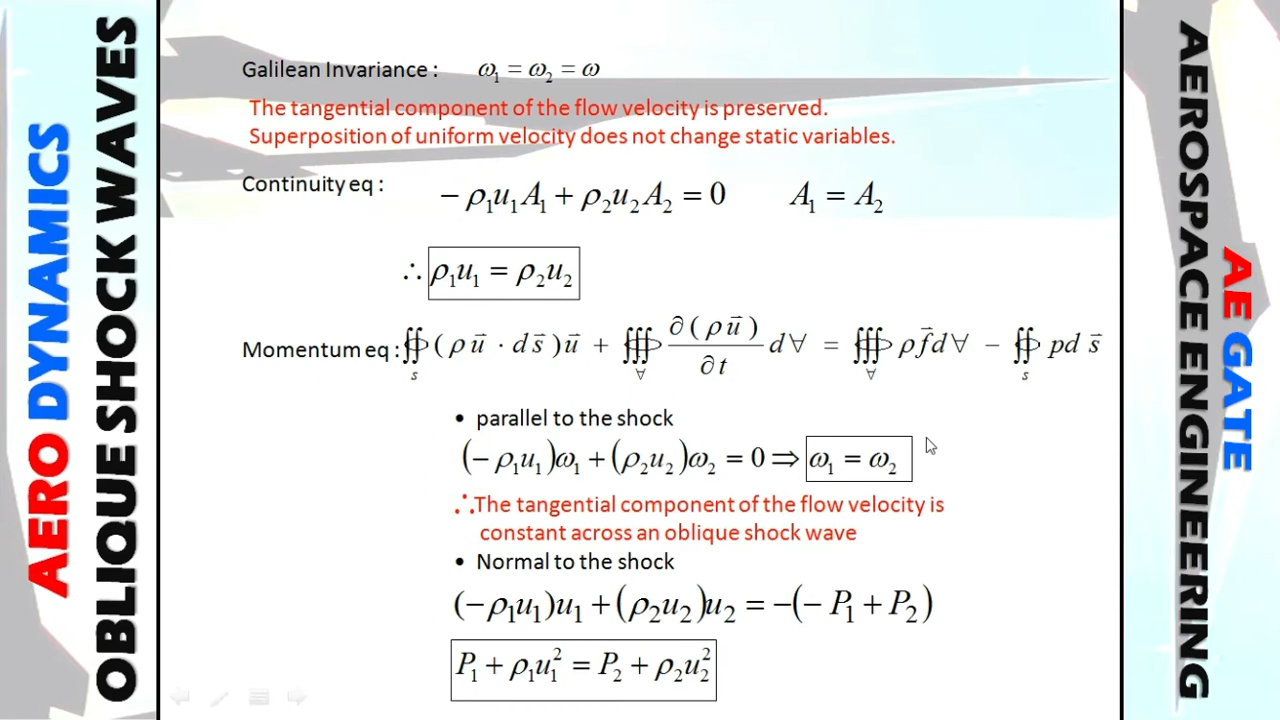 AERO DYNAMICS
OBLIQUE SHOCK WAVES
Galilean Invariance : ω₁ = ω₂ = ω
The tangential component of the flow velocity is preserved.
Superposition of uniform velocity does not change static variables.
Continuity eq : − ρ₁u₁A₁ + ρ₂u₂A₂ = 0 A₁ = A₂
∴ ρ₁u₁ = ρ₂u₂
Momentum eq : ∯ₛ (ρu⃗ · ds⃗)u⃗ + ∰_∀ ∂(ρu⃗)/∂t d∀ = ∰_∀ ρf⃗d∀ − ∯ₛ pds⃗
• parallel to the shock
(− ρ₁u₁)ω₁ + (ρ₂u₂)ω₂ = 0 ⇒ ω₁ = ω₂
∴The tangential component of the flow velocity is
constant across an oblique shock wave
• Normal to the shock
(− ρ₁u₁)u₁ + (ρ₂u₂)u₂ = −(− P₁ + P₂)
P₁ + ρ₁u₁² = P₂ + ρ₂u₂²
AEROSPACE ENGINEERING
AE GATE